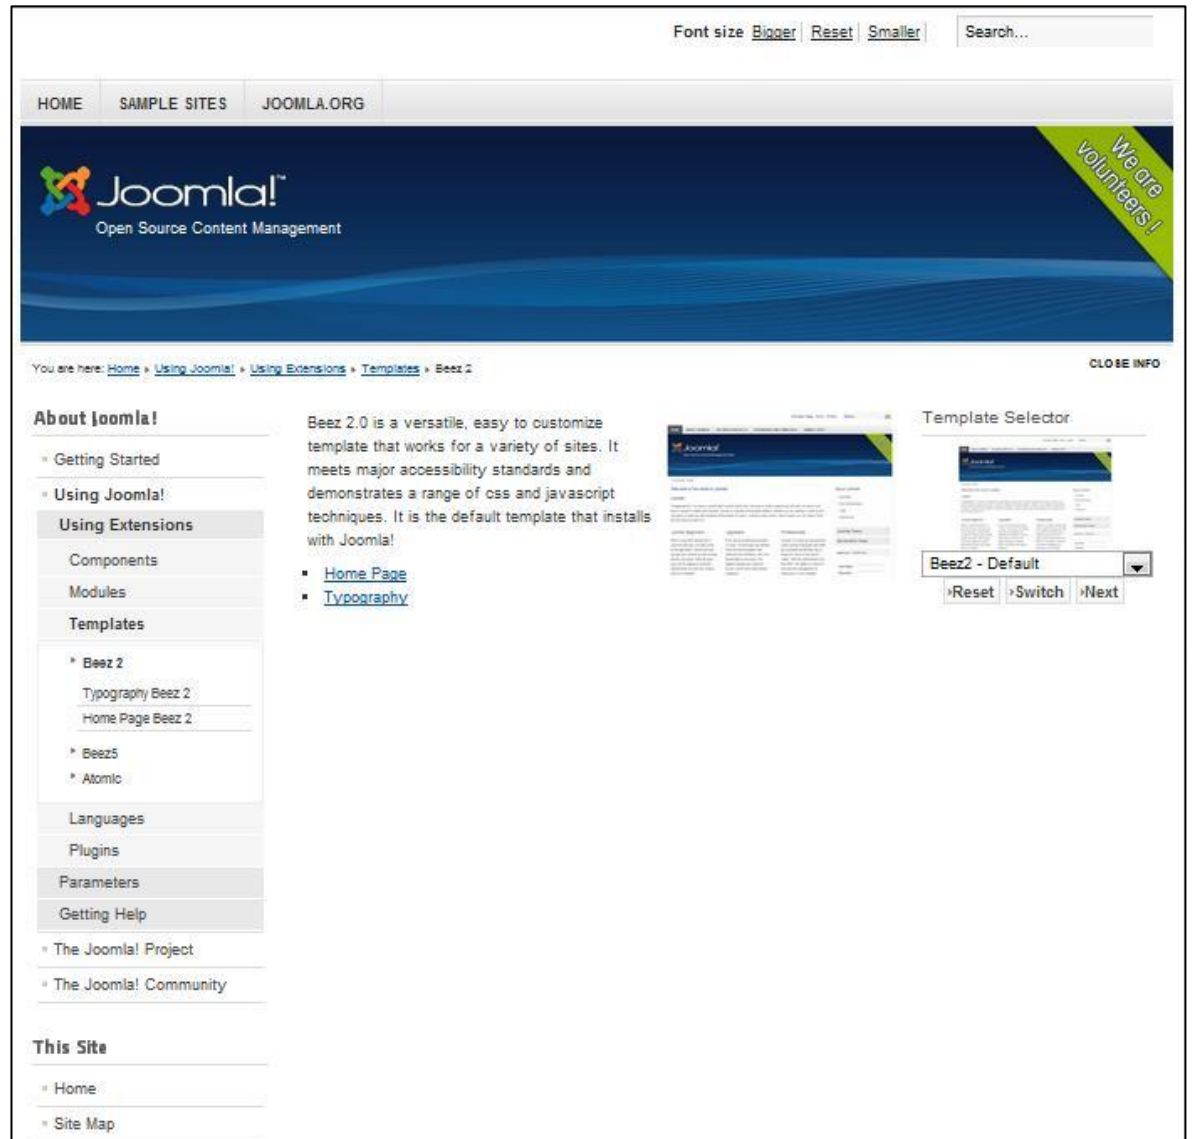 Font size Bigger Reset Smaller Search...
HOME SAMPLE SITES JOOMLA.ORG
We are
volunteers!
Joomla!™
Open Source Content Management
You are here: Home ▸ Using Joomla! ▸ Using Extensions ▸ Templates ▸ Beez 2
CLOSE INFO
About Joomla!
Getting Started
Using Joomla!
Using Extensions
Components
Modules
Templates
Beez 2
Typography Beez 2
Home Page Beez 2
Beez5
Atomic
Languages
Plugins
Parameters
Getting Help
The Joomla! Project
The Joomla! Community
This Site
Home
Site Map
Beez 2.0 is a versatile, easy to customize
template that works for a variety of sites. It
meets major accessibility standards and
demonstrates a range of css and javascript
techniques. It is the default template that installs
with Joomla!
Home Page
Typography
Joomla!
Template Selector
Joomla!
Beez2 - Default
›Reset ›Switch ›Next